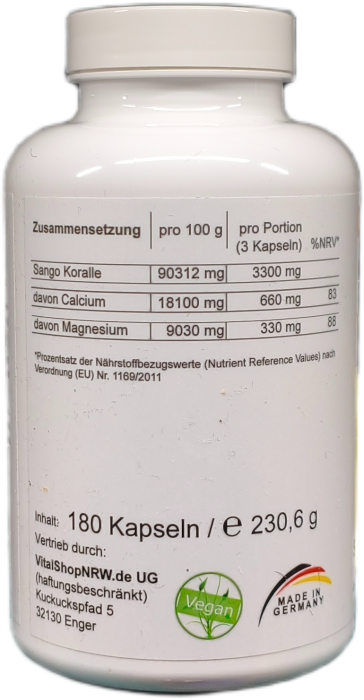 Zusammensetzung pro 100 g pro Portion (3 Kapseln) %NRV*
Sango Koralle 90312 mg 3300 mg
davon Calcium 18100 mg 660 mg 83
davon Magnesium 9030 mg 330 mg 88
*Prozentsatz der Nährstoffbezugswerte (Nutrient Reference Values) nach
Verordnung (EU) Nr. 1169/2011
Inhalt: 180 Kapseln / ℮ 230,6 g
Vertrieb durch:
VitalShopNRW.de UG
(haftungsbeschränkt)
Kuckuckspfad 5
32130 Enger
Vegan
MADE IN
GERMANY